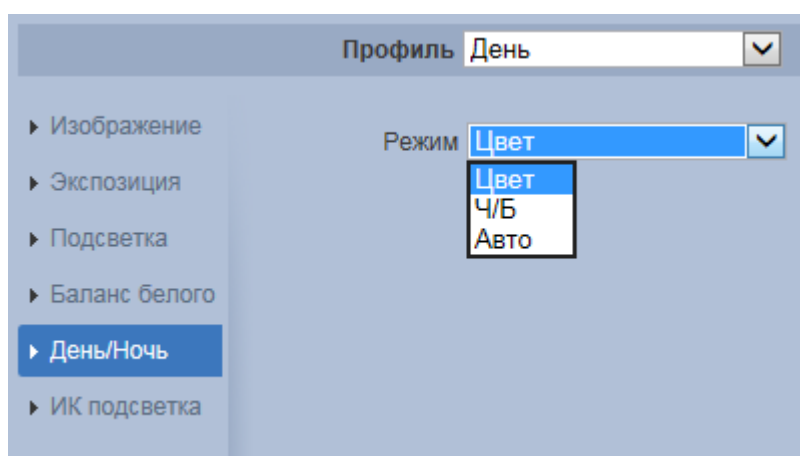 Профиль День
Изображение
Режим Цвет
Экспозиция
Цвет
Ч/Б
Подсветка
Авто
Баланс белого
День/Ночь
ИК подсветка